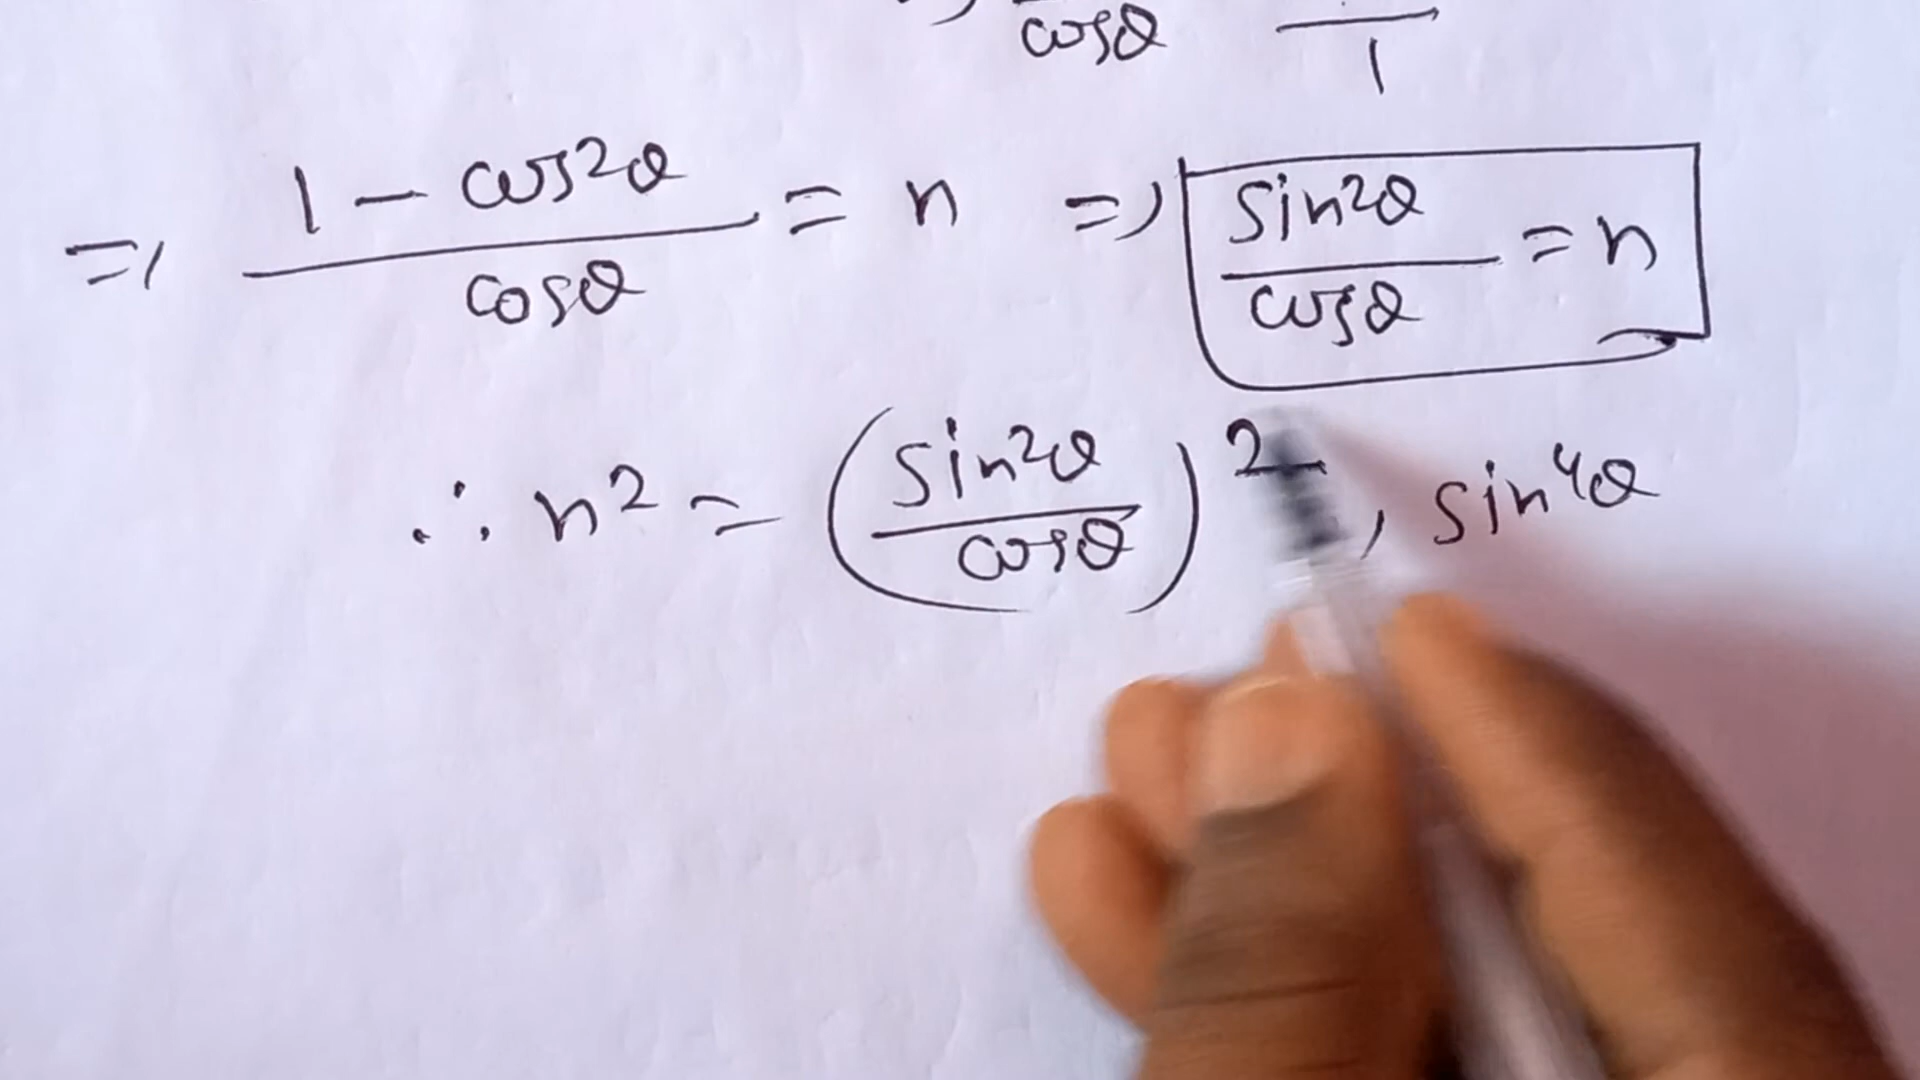 cosθ 1
=> 1 - cos²θ / cosθ = n => sin²θ / cosθ = n
∴ n² = (sin²θ / cosθ)² , sin⁴θ